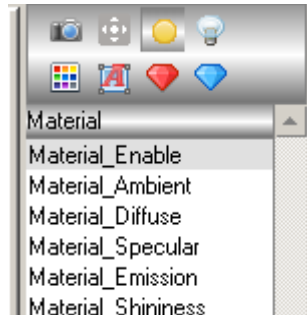 Material
Material_Enable
Material_Ambient
Material_Diffuse
Material_Specular
Material_Emission
Material_Shininess